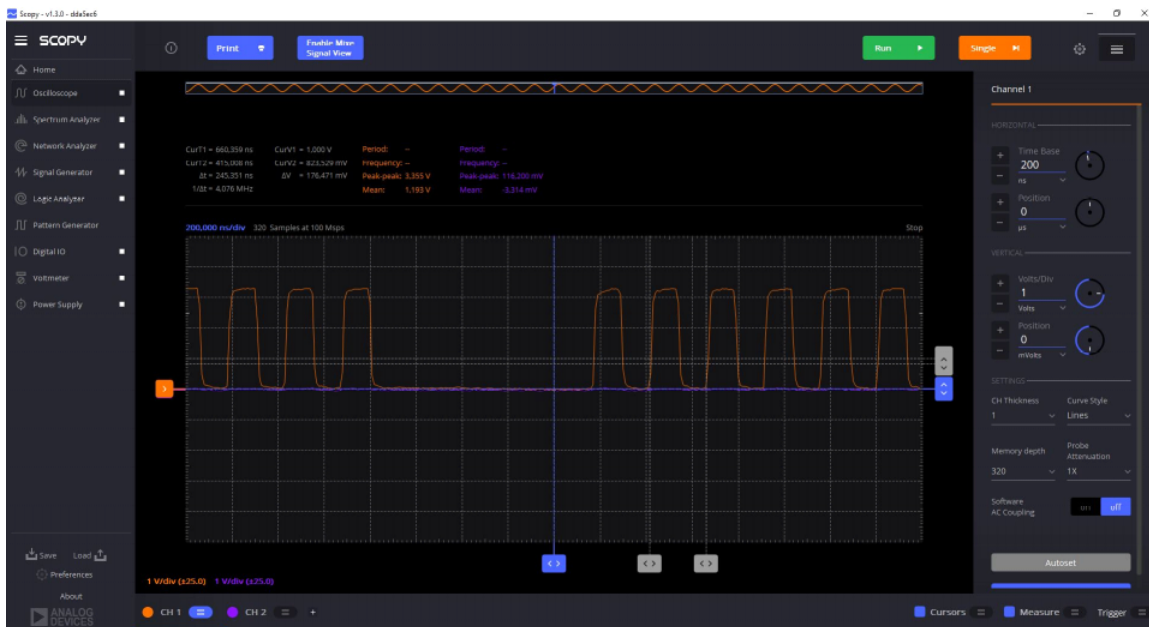 Scopy - v1.3.0 - dda5ec6
SCOPY
Home
Oscilloscope
Spectrum Analyzer
Network Analyzer
Signal Generator
Logic Analyzer
Pattern Generator
Digital IO
Voltmeter
Power Supply
Save Load
Preferences
About
ANALOG
DEVICES
Print
Enable Mixed
Signal View
Run
Single
CurT1 = 660,359 ns CurV1 = 1,000 V Period: -- Period: --
CurT2 = 415,008 ns CurV2 = 823,529 mV Frequency: -- Frequency: --
Δt = 245,351 ns ΔV = 176,471 mV Peak-peak: 3,355 V Peak-peak: 116,200 mV
1/Δt = 4,076 MHz Mean: 1,193 V Mean: -3,314 mV
200,000 ns/div 320 Samples at 100 Msps Stop
1 V/div (±25.0) 1 V/div (±25.0)
CH 1 CH 2 +
Cursors Measure Trigger
Channel 1
HORIZONTAL
Time Base
200
ns
Position
0
µs
VERTICAL
Volts/Div
1
Volts
Position
0
mVolts
SETTINGS
CH Thickness Curve Style
1 Lines
Memory depth Probe
Attenuation
320 1X
Software
AC Coupling
on off
Autoset